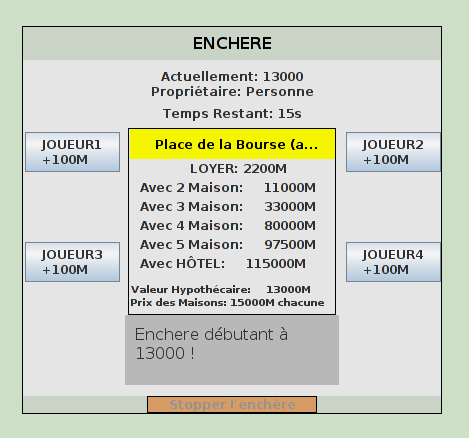 ENCHERE
Actuellement: 13000
Propriétaire: Personne
Temps Restant: 15s
JOUEUR1
+100M
JOUEUR2
+100M
Place de la Bourse (a...
LOYER: 2200M
Avec 2 Maison: 11000M
Avec 3 Maison: 33000M
Avec 4 Maison: 80000M
Avec 5 Maison: 97500M
Avec HÔTEL: 115000M
JOUEUR3
+100M
JOUEUR4
+100M
Valeur Hypothécaire: 13000M
Prix des Maisons: 15000M chacune
Enchere débutant à
13000 !
Stopper l'enchère